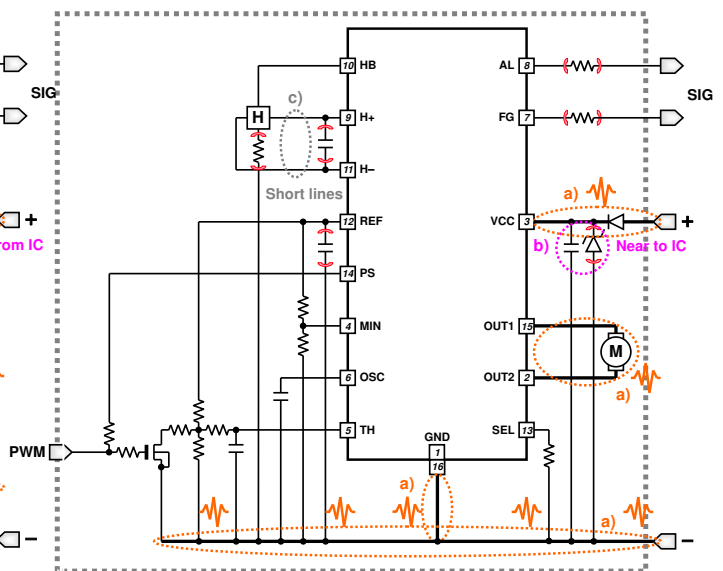 10 HB
AL 8
SIG
SIG
c)
H
9 H+
FG 7
11 H–
Short lines
a)
12 REF
VCC 3
+
+
rom IC
b)
Near to IC
14 PS
4 MIN
OUT1 15
M
6 OSC
OUT2 2
a)
5 TH
SEL 13
GND
1
16
PWM
a)
a)
–
–